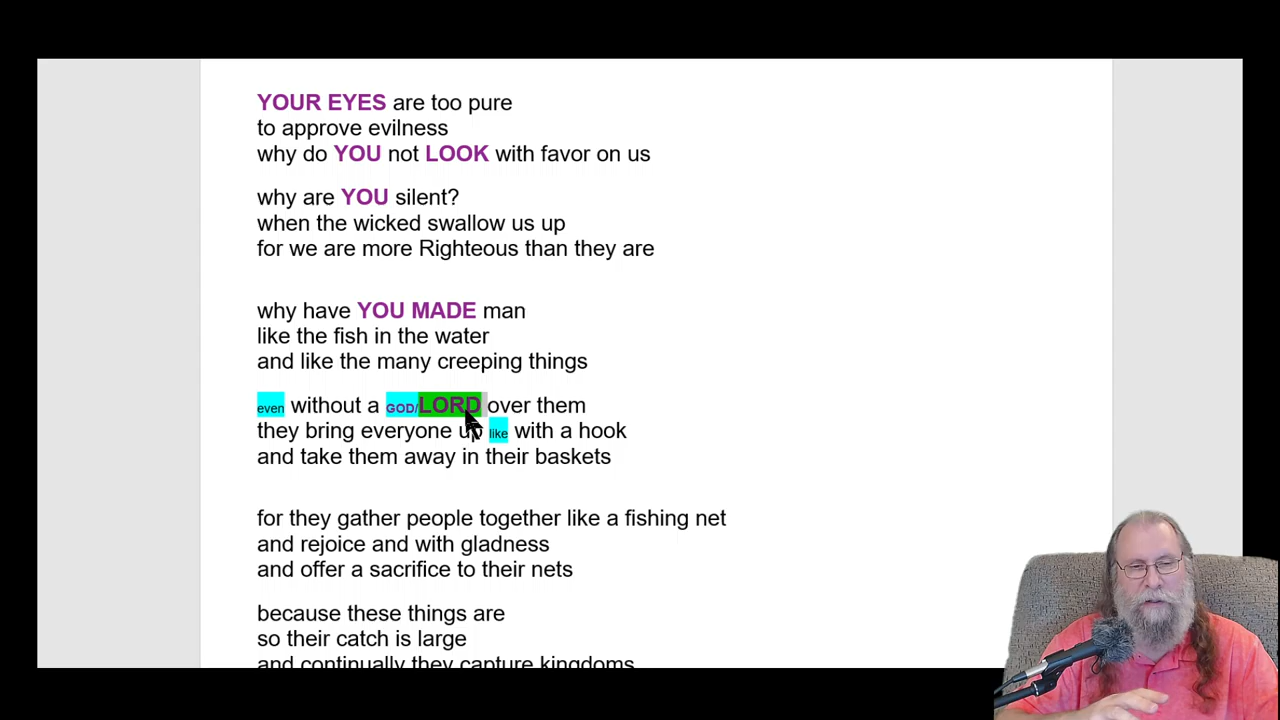 YOUR EYES are too pure
to approve evilness
why do YOU not LOOK with favor on us
why are YOU silent?
when the wicked swallow us up
for we are more Righteous than they are
why have YOU MADE man
like the fish in the water
and like the many creeping things
even without a GOD/LORD over them
they bring everyone up like with a hook
and take them away in their baskets
for they gather people together like a fishing net
and rejoice and with gladness
and offer a sacrifice to their nets
because these things are
so their catch is large
and continually they capture kingdoms